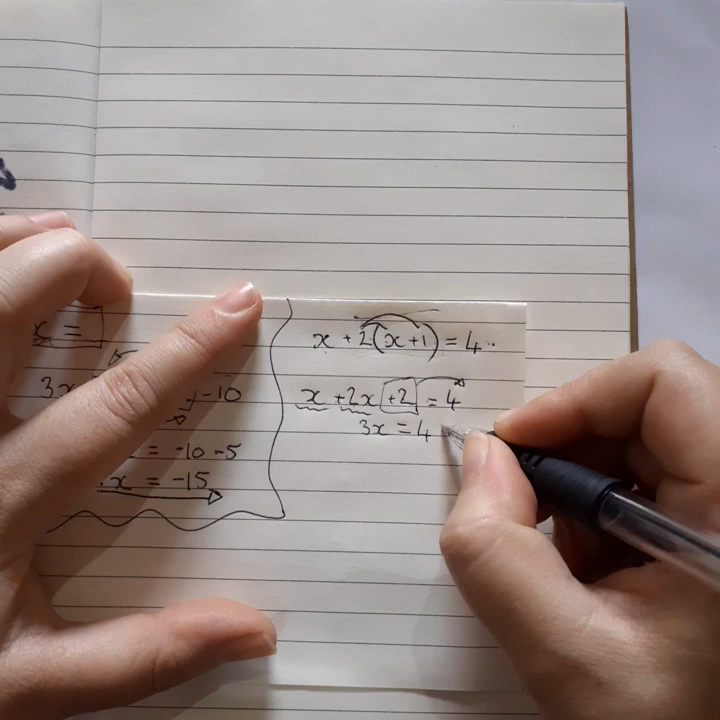 x =
3x -10
= -10 -5
x = -15
x + 2(x+1) = 4
x + 2x +2 = 4
3x = 4